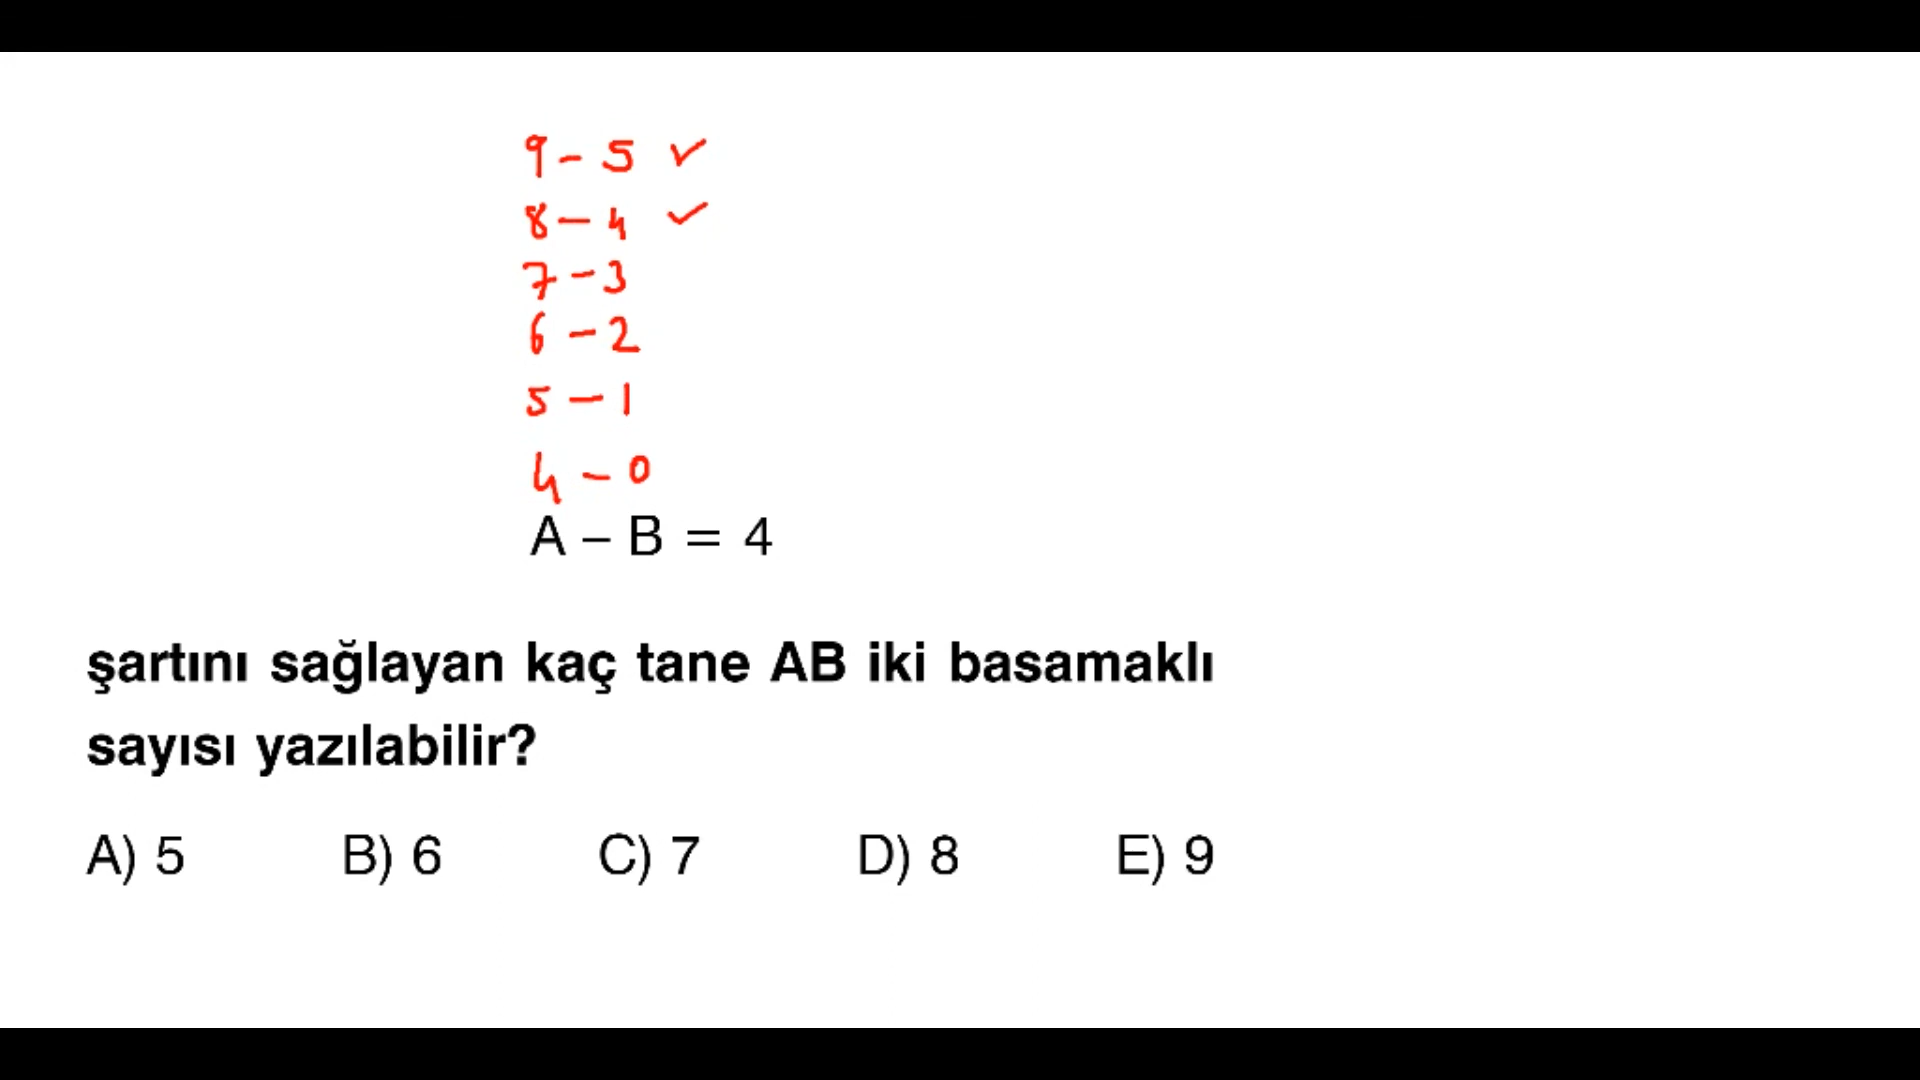 9 - 5 ✓
8 - 4 ✓
7 - 3
6 - 2
5 - 1
4 - 0
A – B = 4
şartını sağlayan kaç tane AB iki basamaklı
sayısı yazılabilir?
A) 5 B) 6 C) 7 D) 8 E) 9